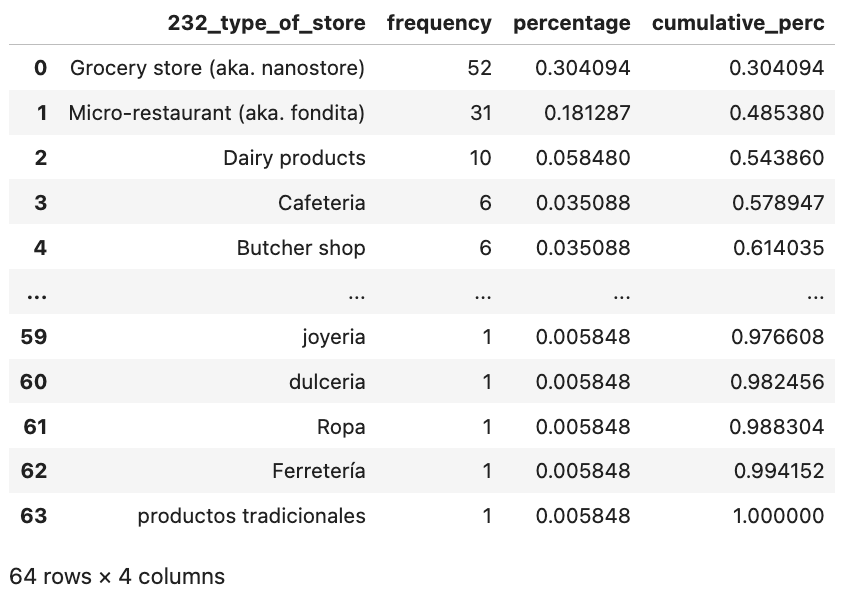 232_type_of_store frequency percentage cumulative_perc
0 Grocery store (aka. nanostore) 52 0.304094 0.304094
1 Micro-restaurant (aka. fondita) 31 0.181287 0.485380
2 Dairy products 10 0.058480 0.543860
3 Cafeteria 6 0.035088 0.578947
4 Butcher shop 6 0.035088 0.614035
... ... ... ... ...
59 joyeria 1 0.005848 0.976608
60 dulceria 1 0.005848 0.982456
61 Ropa 1 0.005848 0.988304
62 Ferretería 1 0.005848 0.994152
63 productos tradicionales 1 0.005848 1.000000
64 rows × 4 columns